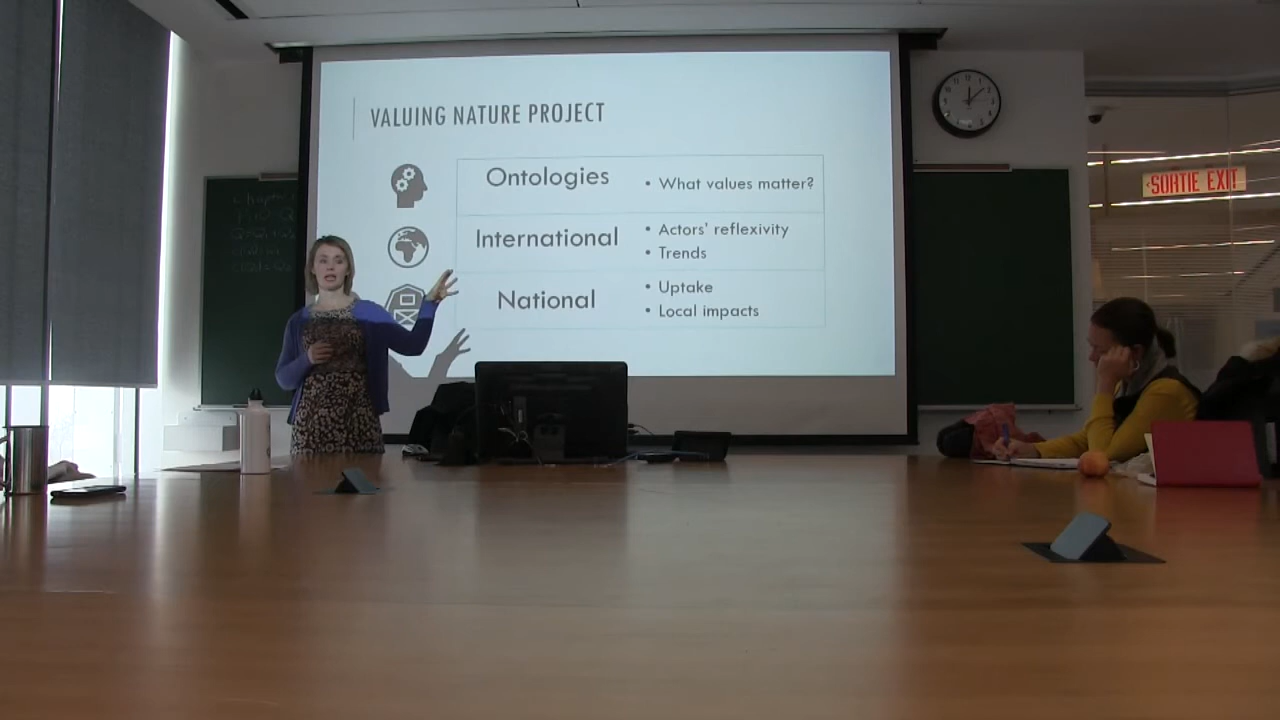 VALUING NATURE PROJECT
Ontologies
• What values matter?
International
• Actors' reflexivity
• Trends
National
• Uptake
• Local impacts
SORTIE EXIT